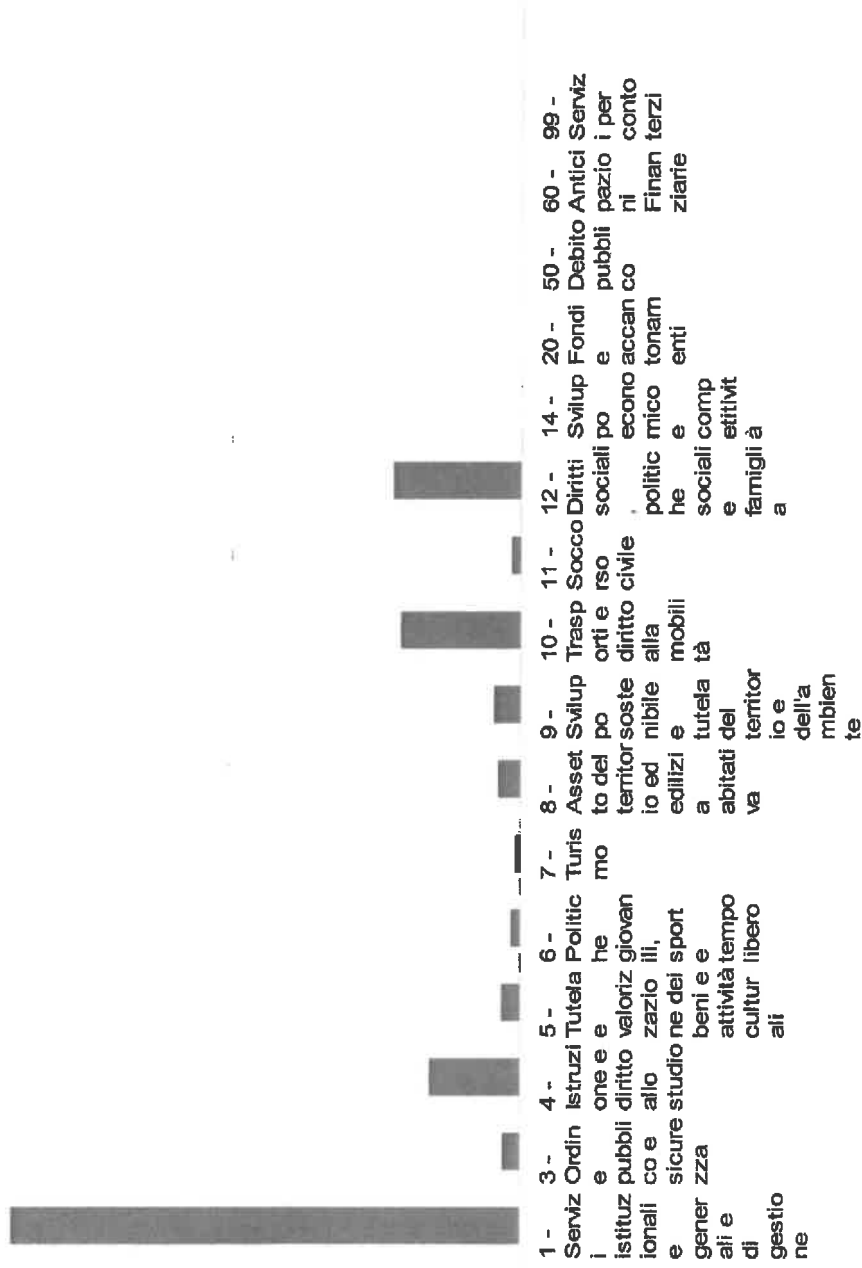 1 -
Serviz
i
istituz
ionali
e
gener
ali e
di
gestio
ne
3 -
Ordin
e
pubbli
co e
sicure
zza
4 -
Istruzi
one e
diritto
allo
studio
5 -
Tutela
e
valoriz
zazio
ne dei
beni e
attività
cultur
ali
6 -
Politic
he
giovan
ili,
sport
e
tempo
libero
7 -
Turis
mo
8 -
Asset
to del
territor
io ed
edilizi
a
abitati
va
9 -
Svilup
po
soste
nibile
e
tutela
del
territor
io e
dell'a
mbien
te
10 -
Trasp
orti e
diritto
alla
mobili
tà
11 -
Socco
rso
civile
12 -
Diritti
sociali
,
politic
he
sociali
e
famigli
a
14 -
Svilup
po
econo
mico
e
comp
etitivit
à
20 -
Fondi
e
accan
tonam
enti
50 -
Debito
pubbli
co
60 -
Antici
pazio
ni
Finan
ziarie
99 -
Serviz
i per
conto
terzi